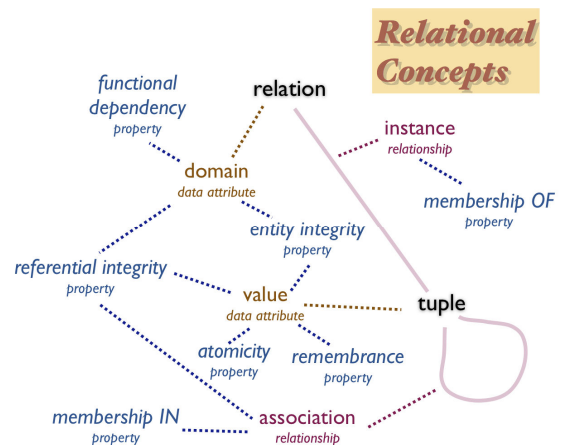 Relational
Concepts
functional
dependency
property
relation
instance
relationship
domain
data attribute
membership OF
property
entity integrity
property
referential integrity
property
value
data attribute
tuple
atomicity
property
remembrance
property
membership IN
property
association
relationship